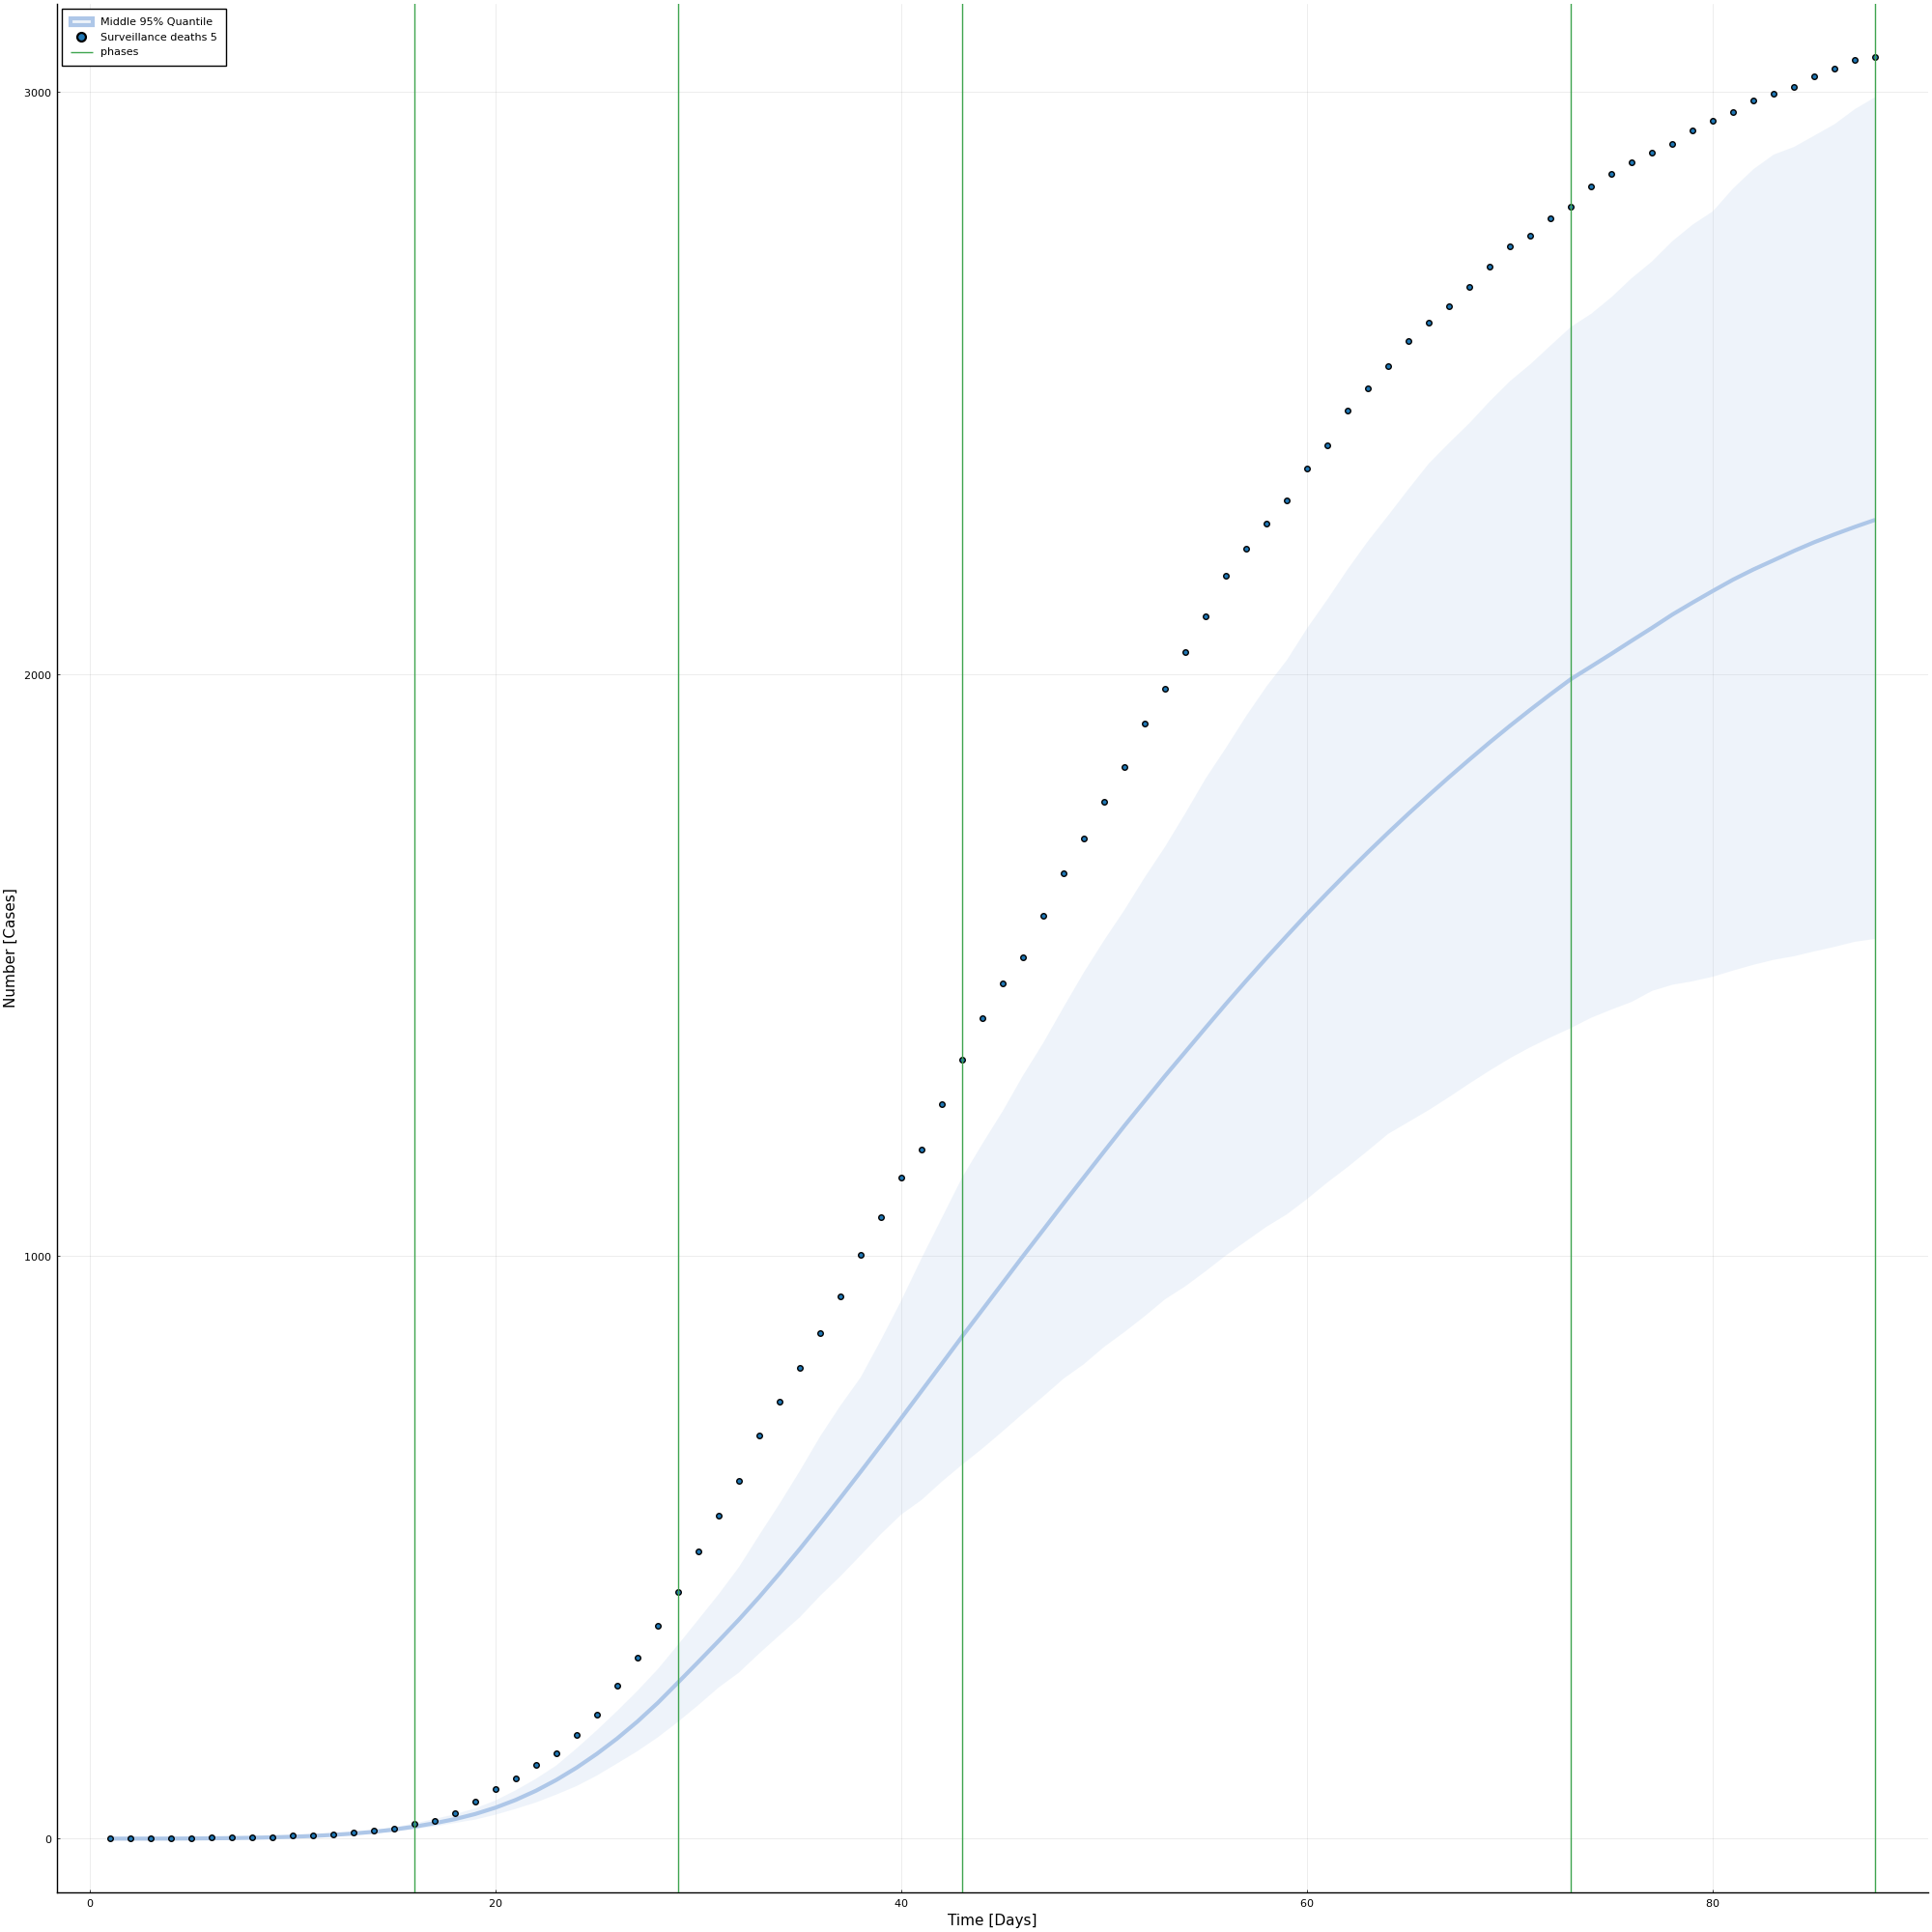 Middle 95% Quantile
Surveillance deaths 5
phases
3000
2000
1000
0
Number [Cases]
0 20 40 60 80
Time [Days]